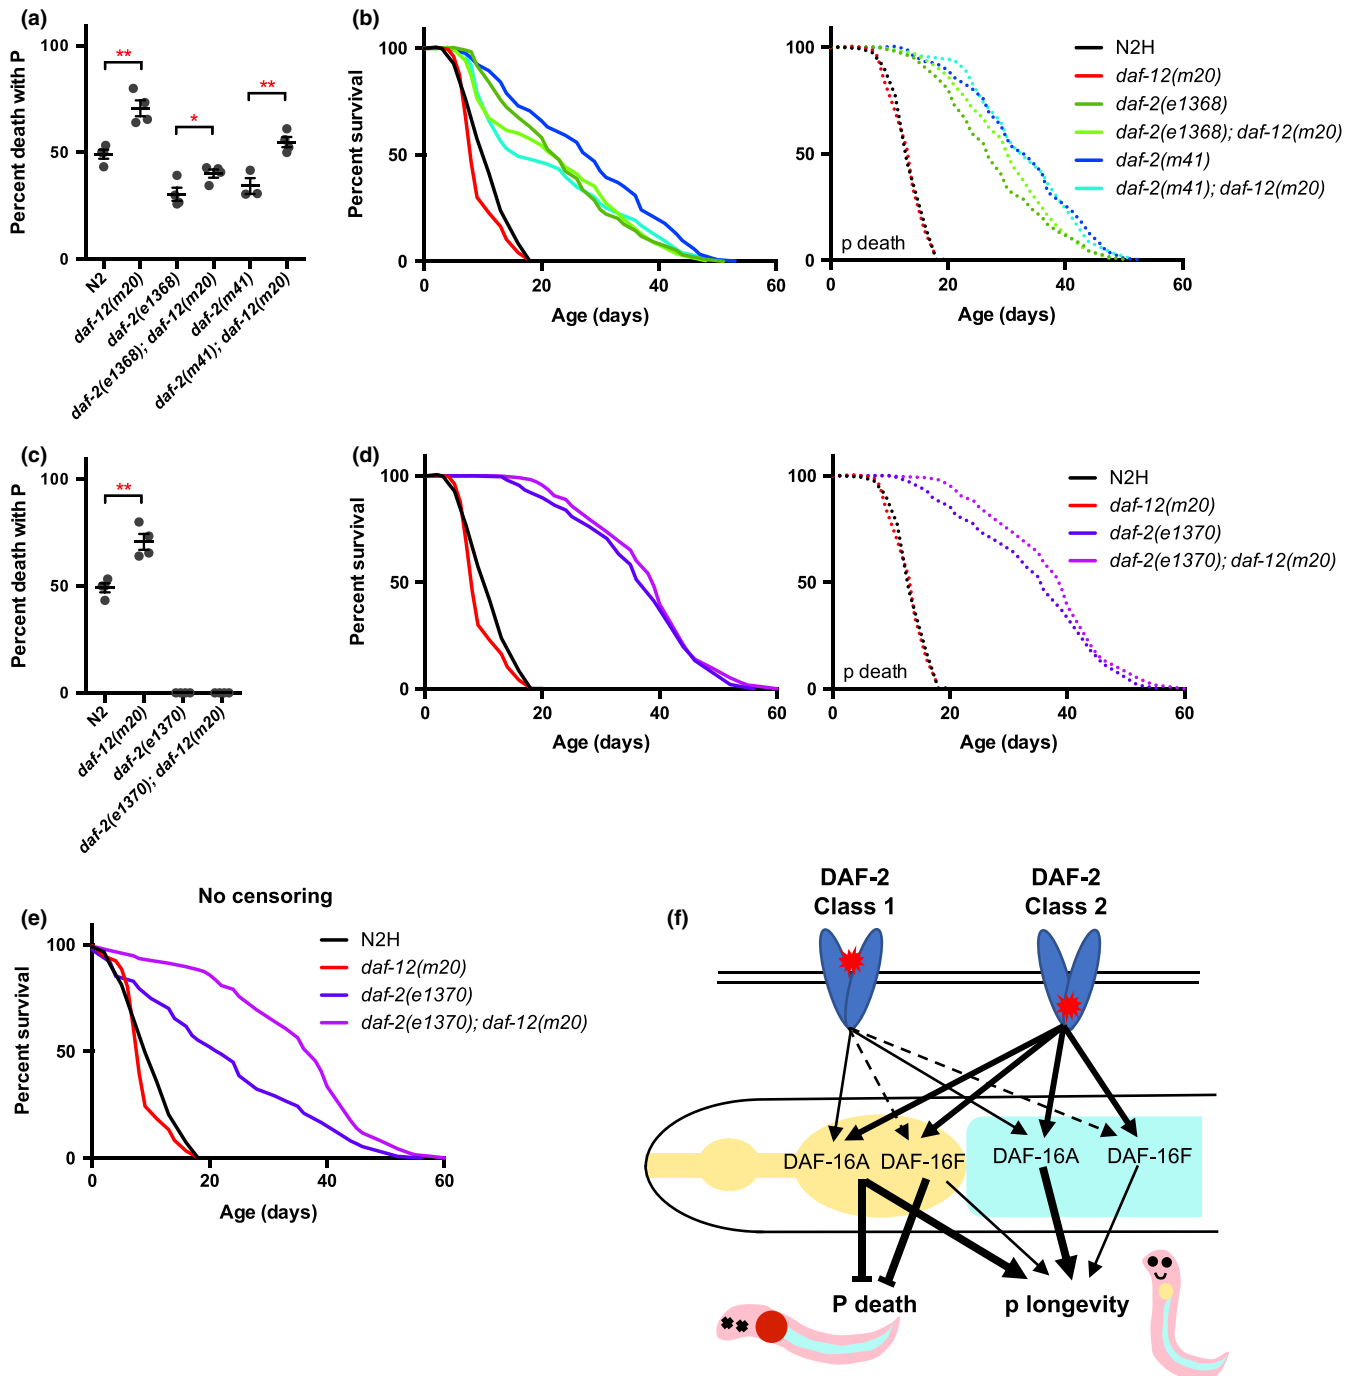 (a)
Percent death with P
100
50
0
**
*
**
N2
daf-12(m20)
daf-2(e1368)
daf-2(e1368); daf-12(m20)
daf-2(m41)
daf-2(m41); daf-12(m20)
(b)
Percent survival
100
50
0
0
20
40
60
Age (days)
100
50
0
p death
0
20
40
60
Age (days)
N2H
daf-12(m20)
daf-2(e1368)
daf-2(e1368); daf-12(m20)
daf-2(m41)
daf-2(m41); daf-12(m20)
(c)
Percent death with P
100
50
0
**
N2
daf-12(m20)
daf-2(e1370)
daf-2(e1370); daf-12(m20)
(d)
Percent survival
100
50
0
0
20
40
60
Age (days)
100
50
0
p death
0
20
40
60
Age (days)
N2H
daf-12(m20)
daf-2(e1370)
daf-2(e1370); daf-12(m20)
(e)
No censoring
Percent survival
100
50
0
0
20
40
60
Age (days)
N2H
daf-12(m20)
daf-2(e1370)
daf-2(e1370); daf-12(m20)
(f)
DAF-2
Class 1
DAF-2
Class 2
DAF-16A
DAF-16F
DAF-16A
DAF-16F
P death
p longevity